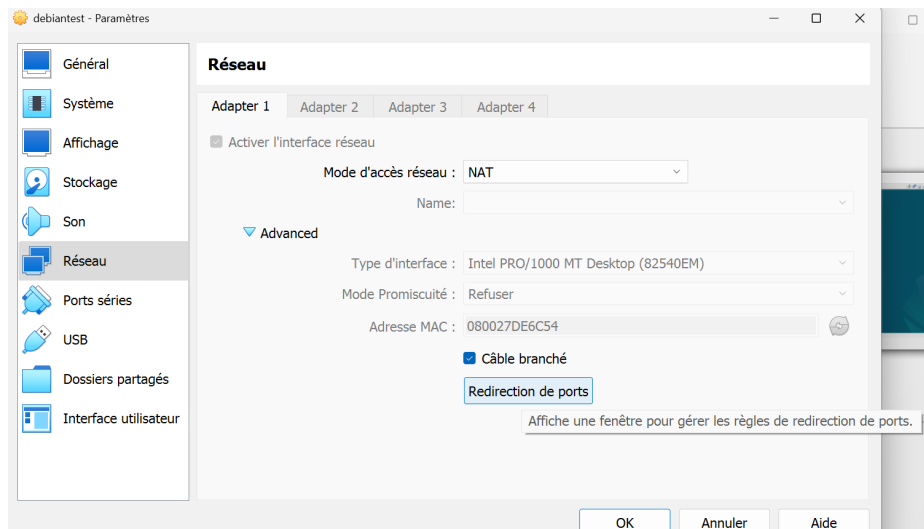 debiantest - Paramètres
Général
Système
Affichage
Stockage
Son
Réseau
Ports séries
USB
Dossiers partagés
Interface utilisateur
Réseau
Adapter 1 Adapter 2 Adapter 3 Adapter 4
Activer l'interface réseau
Mode d'accès réseau : NAT
Name:
Advanced
Type d'interface : Intel PRO/1000 MT Desktop (82540EM)
Mode Promiscuité : Refuser
Adresse MAC : 080027DE6C54
Câble branché
Redirection de ports
Affiche une fenêtre pour gérer les règles de redirection de ports.
OK Annuler Aide